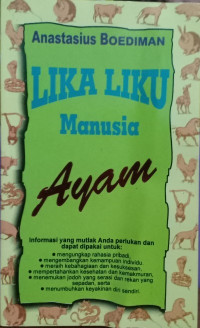 Anastasius BOEDIMAN
LIKA LIKU
Manusia
Ayam
Informasi yang mutlak Anda perlukan dan
dapat dipakai untuk:
• mengungkap rahasia pribadi,
• mengembangkan kemampuan individu,
• meraih kebahagiaan dan kesuksesan,
• mempertahankan kesehatan dan kemakmuran,
• menemukan jodoh yang serasi dan rekan yang
sepadan, serta
• menumbuhkan keyakinan diri sendiri.